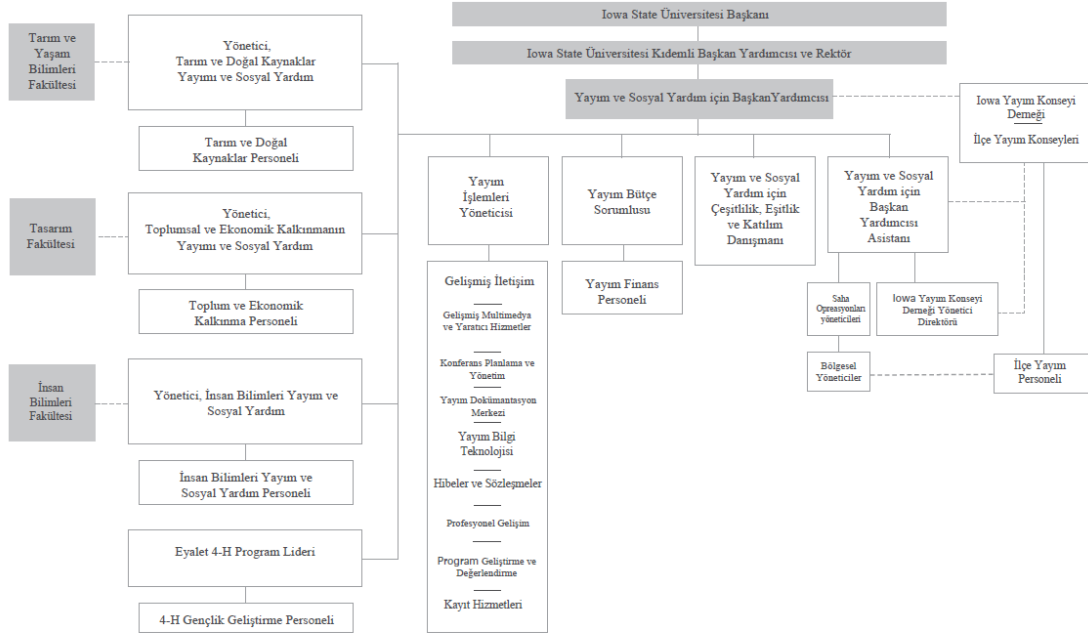 Iowa State Üniversitesi Başkanı
Iowa State Üniversitesi Kıdemli Başkan Yardımcısı ve Rektör
Yayım ve Sosyal Yardım için BaşkanYardımcısı
Iowa Yayım Konseyi
Derneği
İlçe Yayım Konseyleri
Tarım ve
Yaşam
Bilimleri
Fakültesi
Yönetici,
Tarım ve Doğal Kaynaklar
Yayımı ve Sosyal Yardım
Tarım ve Doğal
Kaynaklar Personeli
Tasarım
Fakültesi
Yönetici,
Toplumsal ve Ekonomik Kalkınmanın
Yayımı ve Sosyal Yardım
Toplum ve Ekonomik
Kalkınma Personeli
İnsan
Bilimleri
Fakültesi
Yönetici, İnsan Bilimleri Yayım ve
Sosyal Yardım
İnsan Bilimleri Yayım ve
Sosyal Yardım Personeli
Eyalet 4-H Program Lideri
4-H Gençlik Geliştirme Personeli
Yayım
İşlemleri
Yöneticisi
Gelişmiş İletişim
Gelişmiş Multimedya
ve Yaratıcı Hizmetler
Konferans Planlama ve
Yönetim
Yayım Dokümantasyon
Merkezi
Yayım Bilgi
Teknolojisi
Hibeler ve Sözleşmeler
Profesyonel Gelişim
Program Geliştirme ve
Değerlendirme
Kayıt Hizmetleri
Yayım Bütçe
Sorumlusu
Yayım Finans
Personeli
Yayım ve Sosyal
Yardım için
Çeşitlilik, Eşitlik
ve Katılım
Danışmanı
Yayım ve Sosyal
Yardım için
Başkan
Yardımcısı
Asistanı
Saha
Opreasyonları
yöneticileri
Iowa Yayım Konseyi
Derneği Yönetici
Direktörü
Bölgesel
Yöneticiler
İlçe Yayım
Personeli